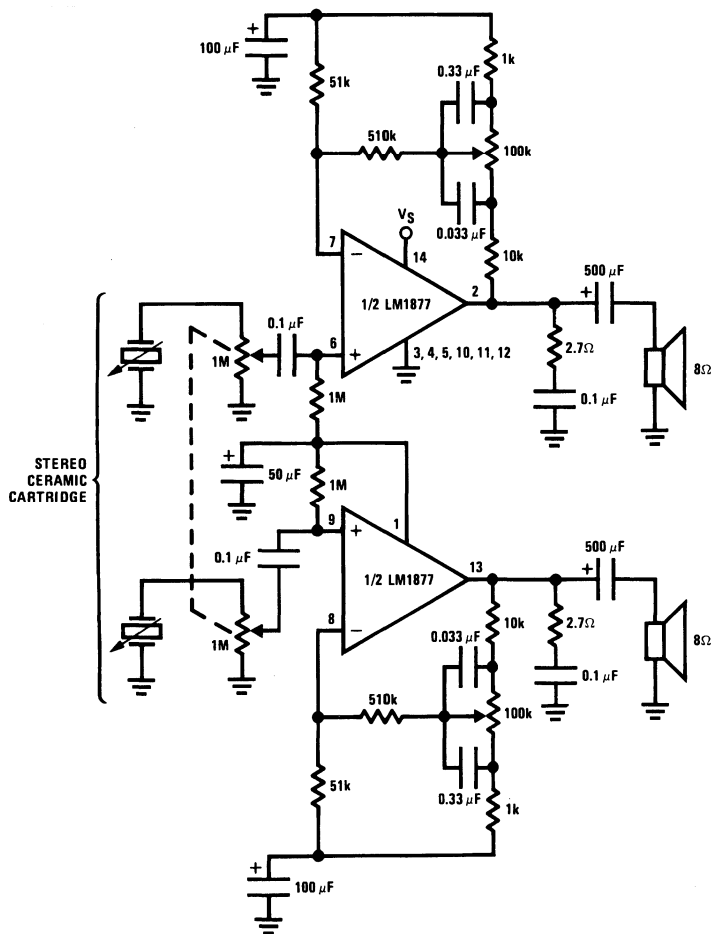 100 μF
+
51k
1k
0.33 μF
510k
100k
0.033 μF
10k
VS
14
7
−
1/2 LM1877
2
500 μF
+
0.1 μF
6
+
3, 4, 5, 10, 11, 12
2.7Ω
0.1 μF
8Ω
1M
1M
STEREO
CERAMIC
CARTRIDGE
+
50 μF
1M
9
+
1
0.1 μF
1/2 LM1877
13
500 μF
+
8
−
10k
2.7Ω
0.1 μF
8Ω
1M
0.033 μF
510k
100k
0.33 μF
51k
1k
+
100 μF